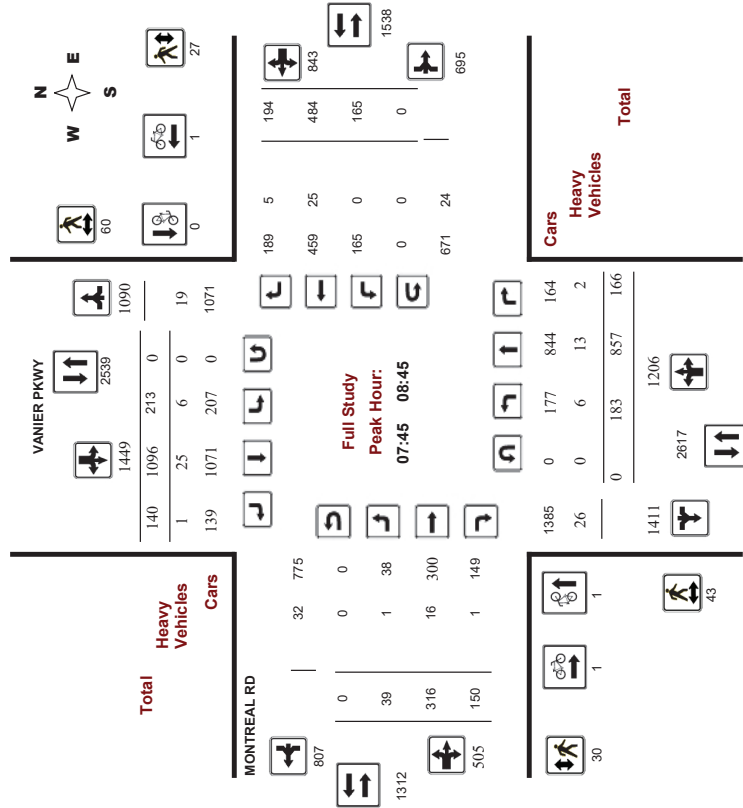 N
W E
S
60
27
0
1
VANIER PKWY
2539
1449
1090
140 1096 213 0
1 25 6 0 19
139 1071 207 0 1071
Total
Heavy
Vehicles
Cars
1538
843
695
189 5 194
459 25 484
165 0 165
0 0 0
671 24
Full Study
Peak Hour:
07:45 08:45
MONTREAL RD
807
1312
505
32 775
0 0 0
39 1 38
316 16 300
150 1 149
1385 0 177 844 164
26 0 6 13 2
0 183 857 166
1411
1206
2617
Cars
Heavy
Vehicles
Total
1
1
30
43